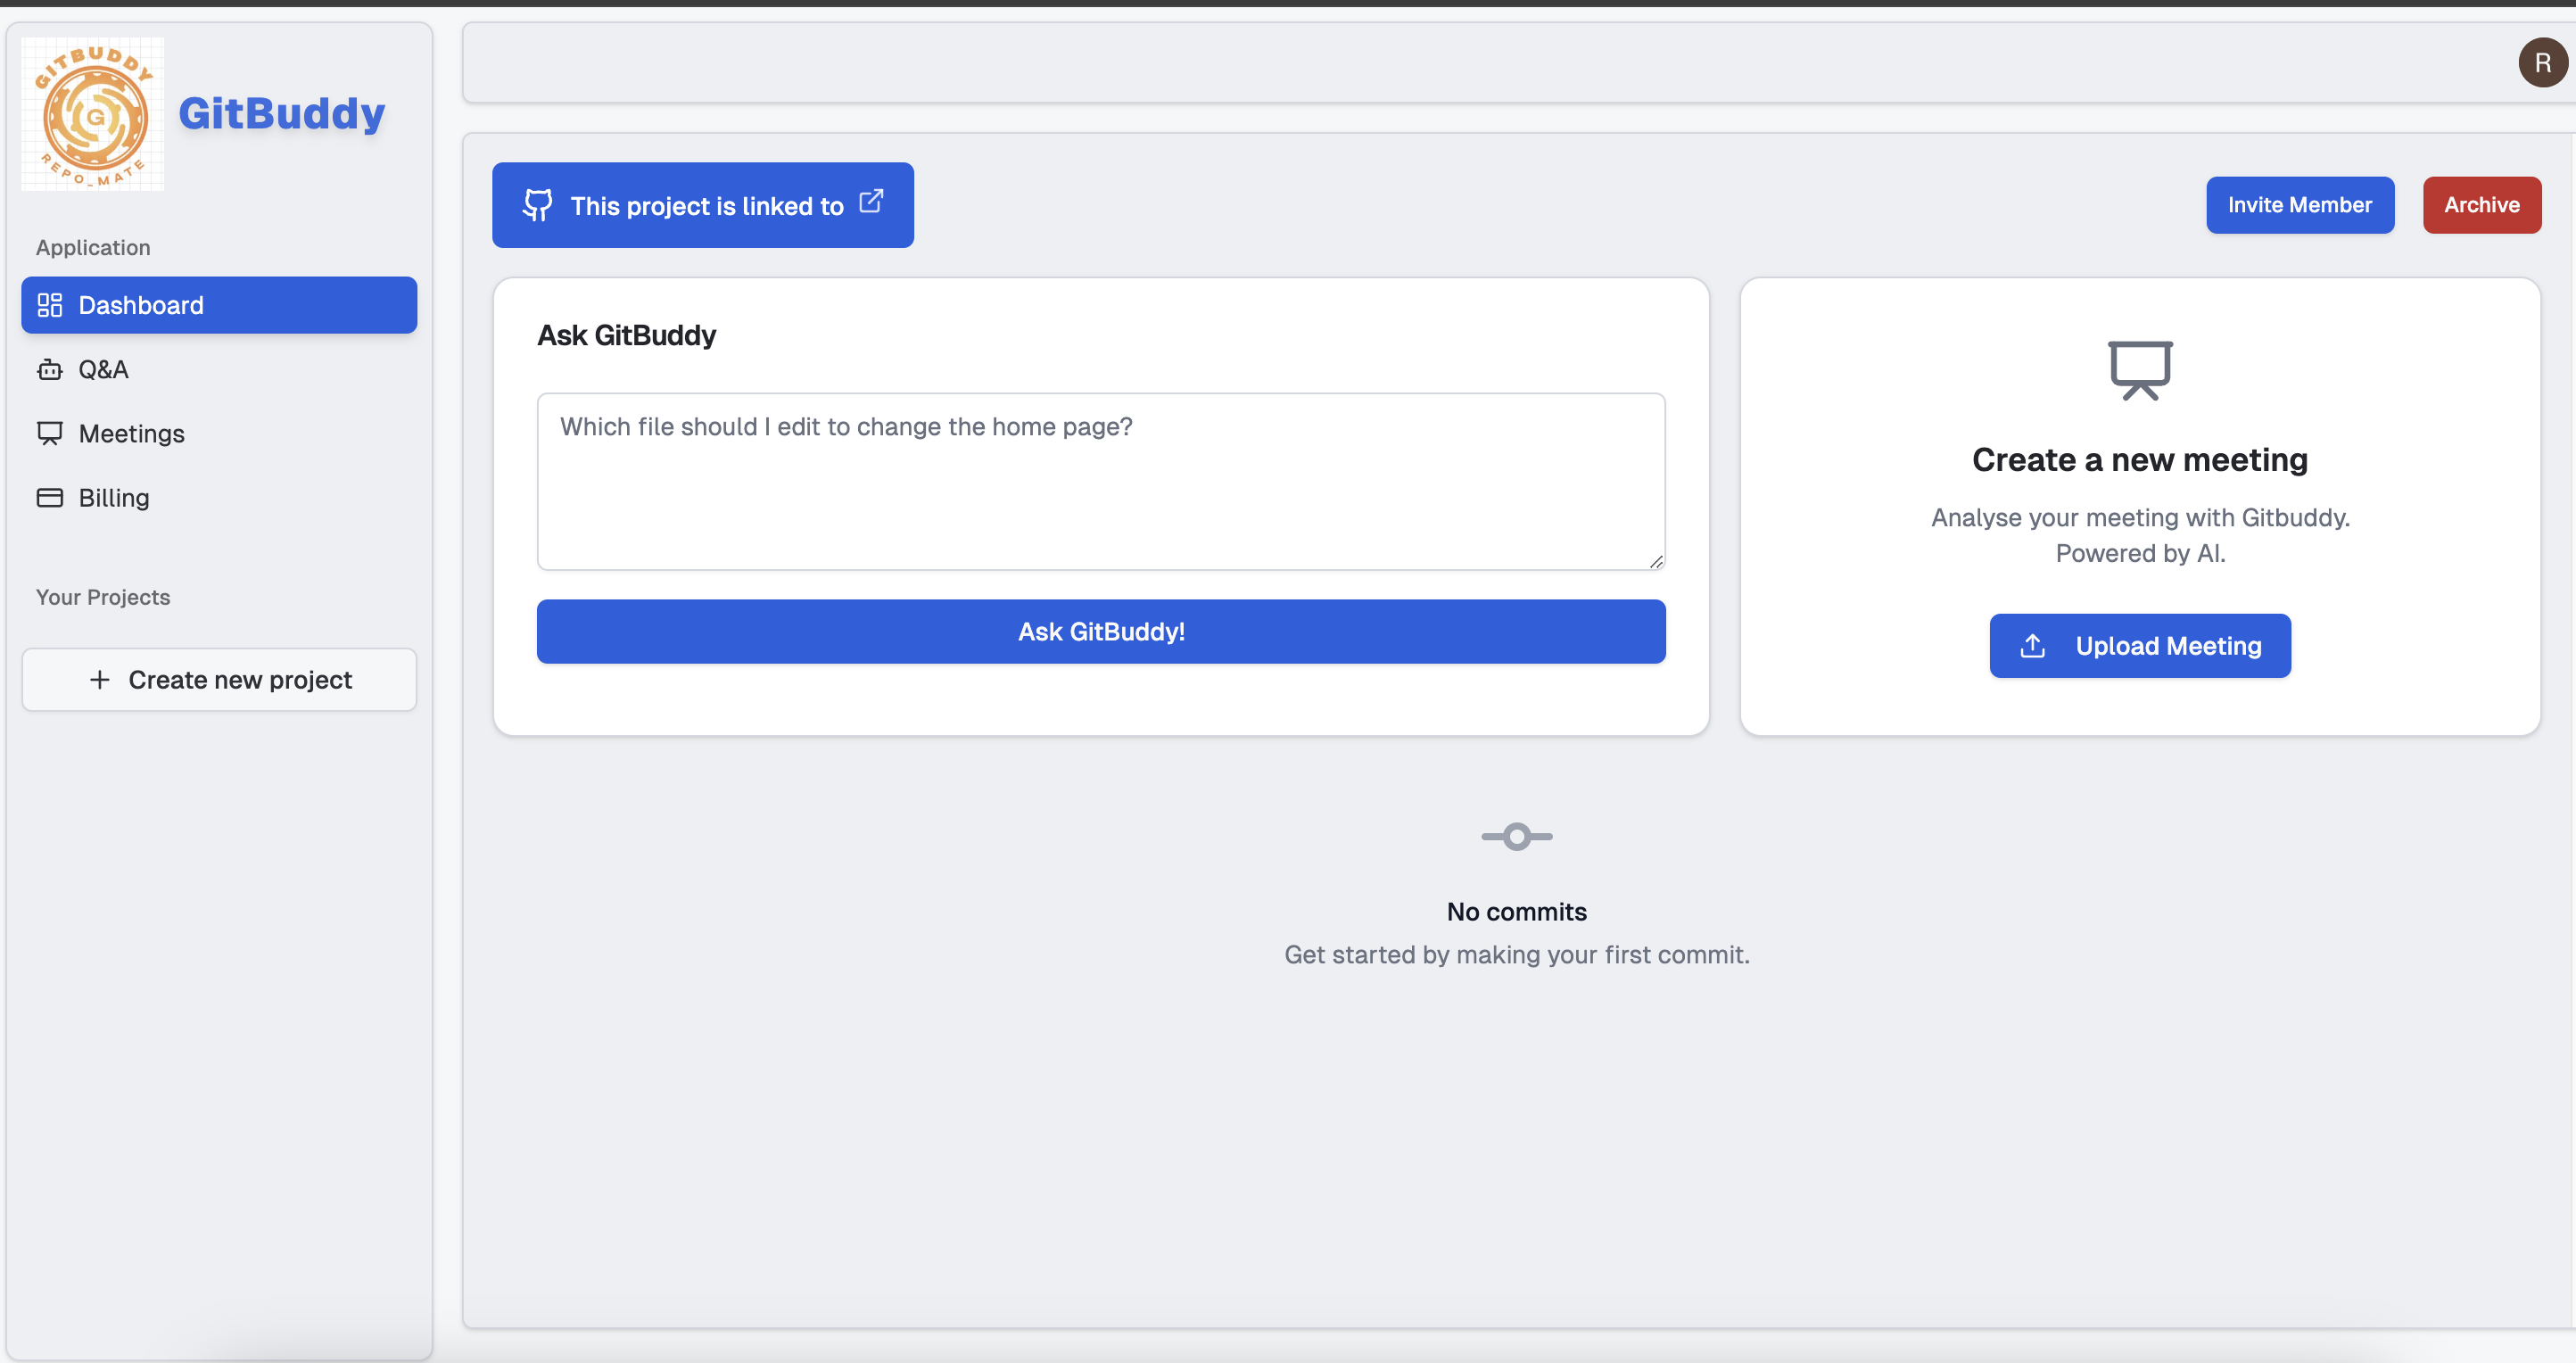 GITBUDDY
G
REPO_MATE
GitBuddy
R
Application
Dashboard
Q&A
Meetings
Billing
Your Projects
Create new project
This project is linked to
Invite Member
Archive
Ask GitBuddy
Which file should I edit to change the home page?
Ask GitBuddy!
Create a new meeting
Analyse your meeting with Gitbuddy.
Powered by AI.
Upload Meeting
No commits
Get started by making your first commit.